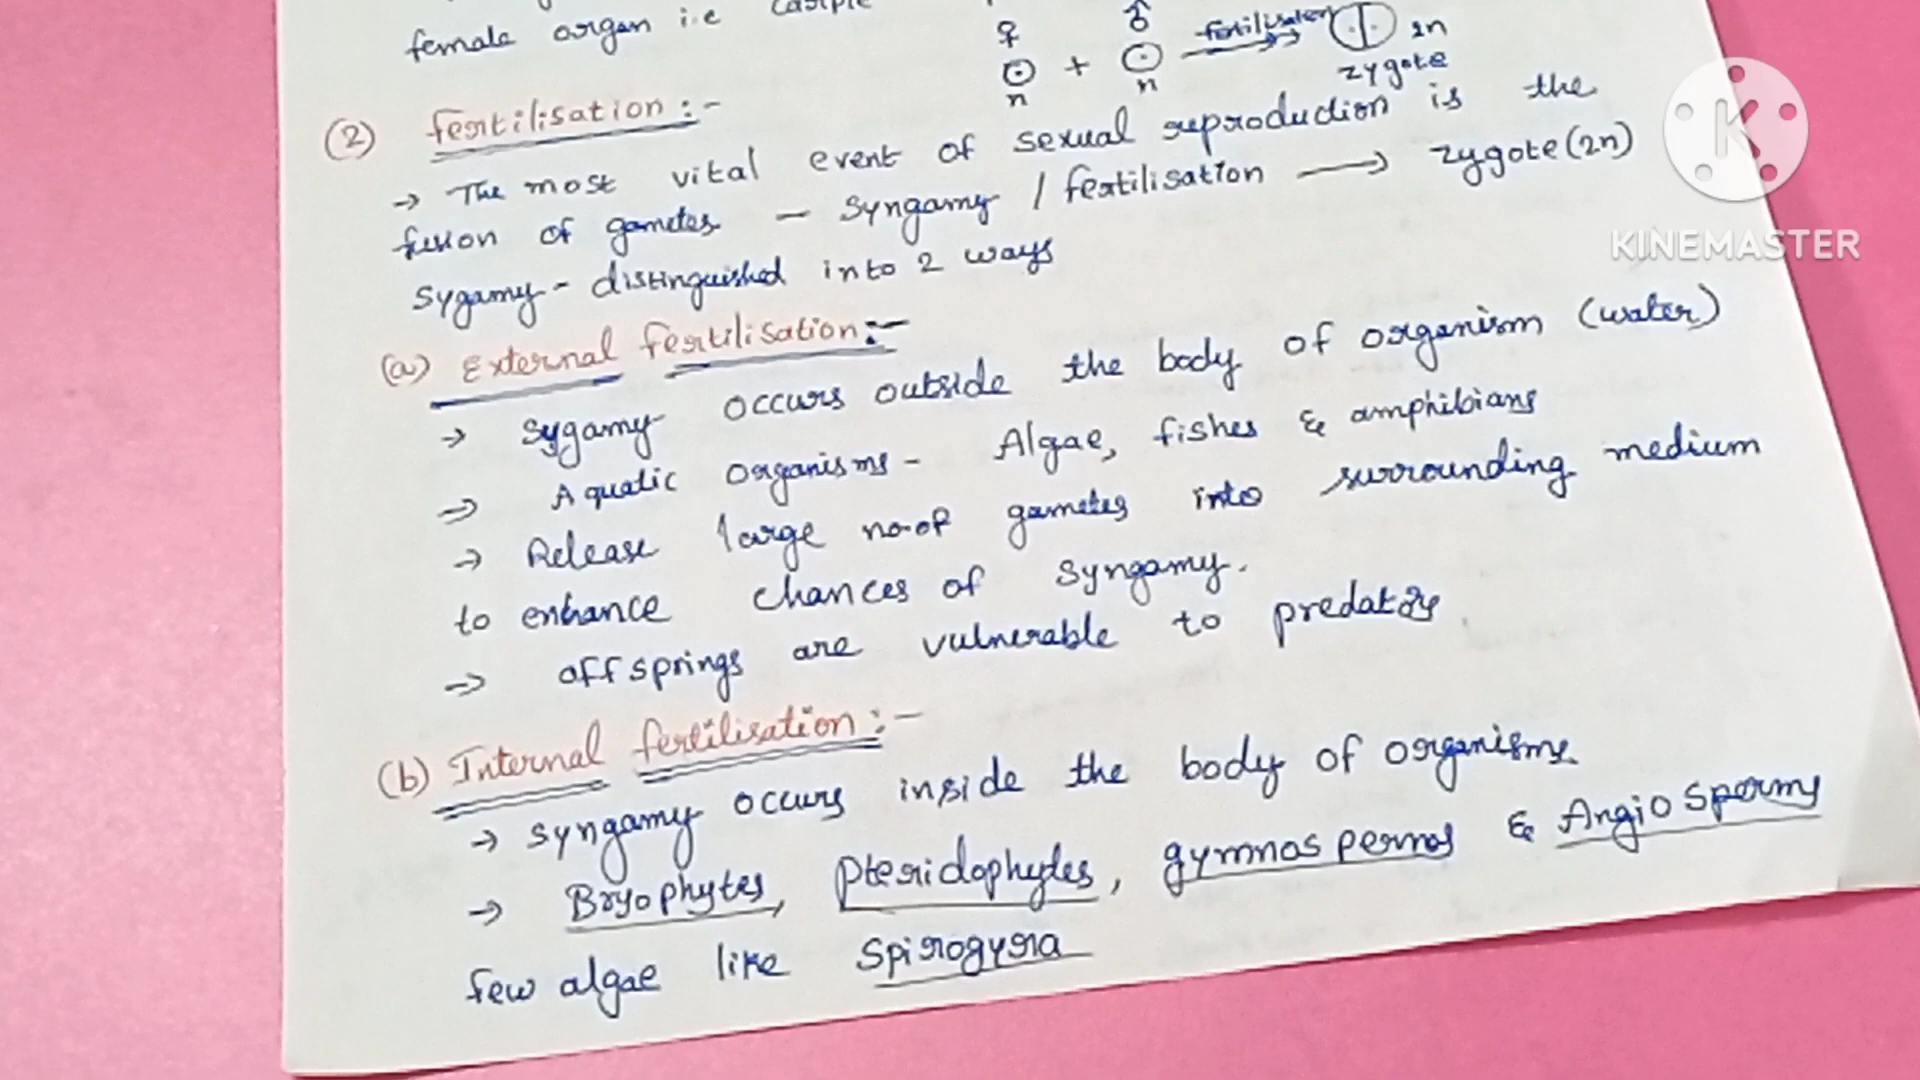 female organ i.e
♀ ♂
+ fertilisation 2n
n n zygote
(2) fertilisation :-
→ The most vital event of sexual reproduction is the
fusion of gametes – syngamy / fertilisation → zygote (2n)
sygamy - distinguished into 2 ways
(a) External fertilisation :-
→ sygamy occurs outside the body of organism (water)
→ Aquatic organisms - Algae, fishes & amphibians
→ Release large no.of gametes into surrounding medium
to enhance chances of syngamy.
→ offsprings are vulnerable to predators
(b) Internal fertilisation :-
→ syngamy occurs inside the body of organisms
→ Bryophytes, Pteridophytes, gymnosperms & Angiosperms
few algae like spirogyra
K
KINEMASTER